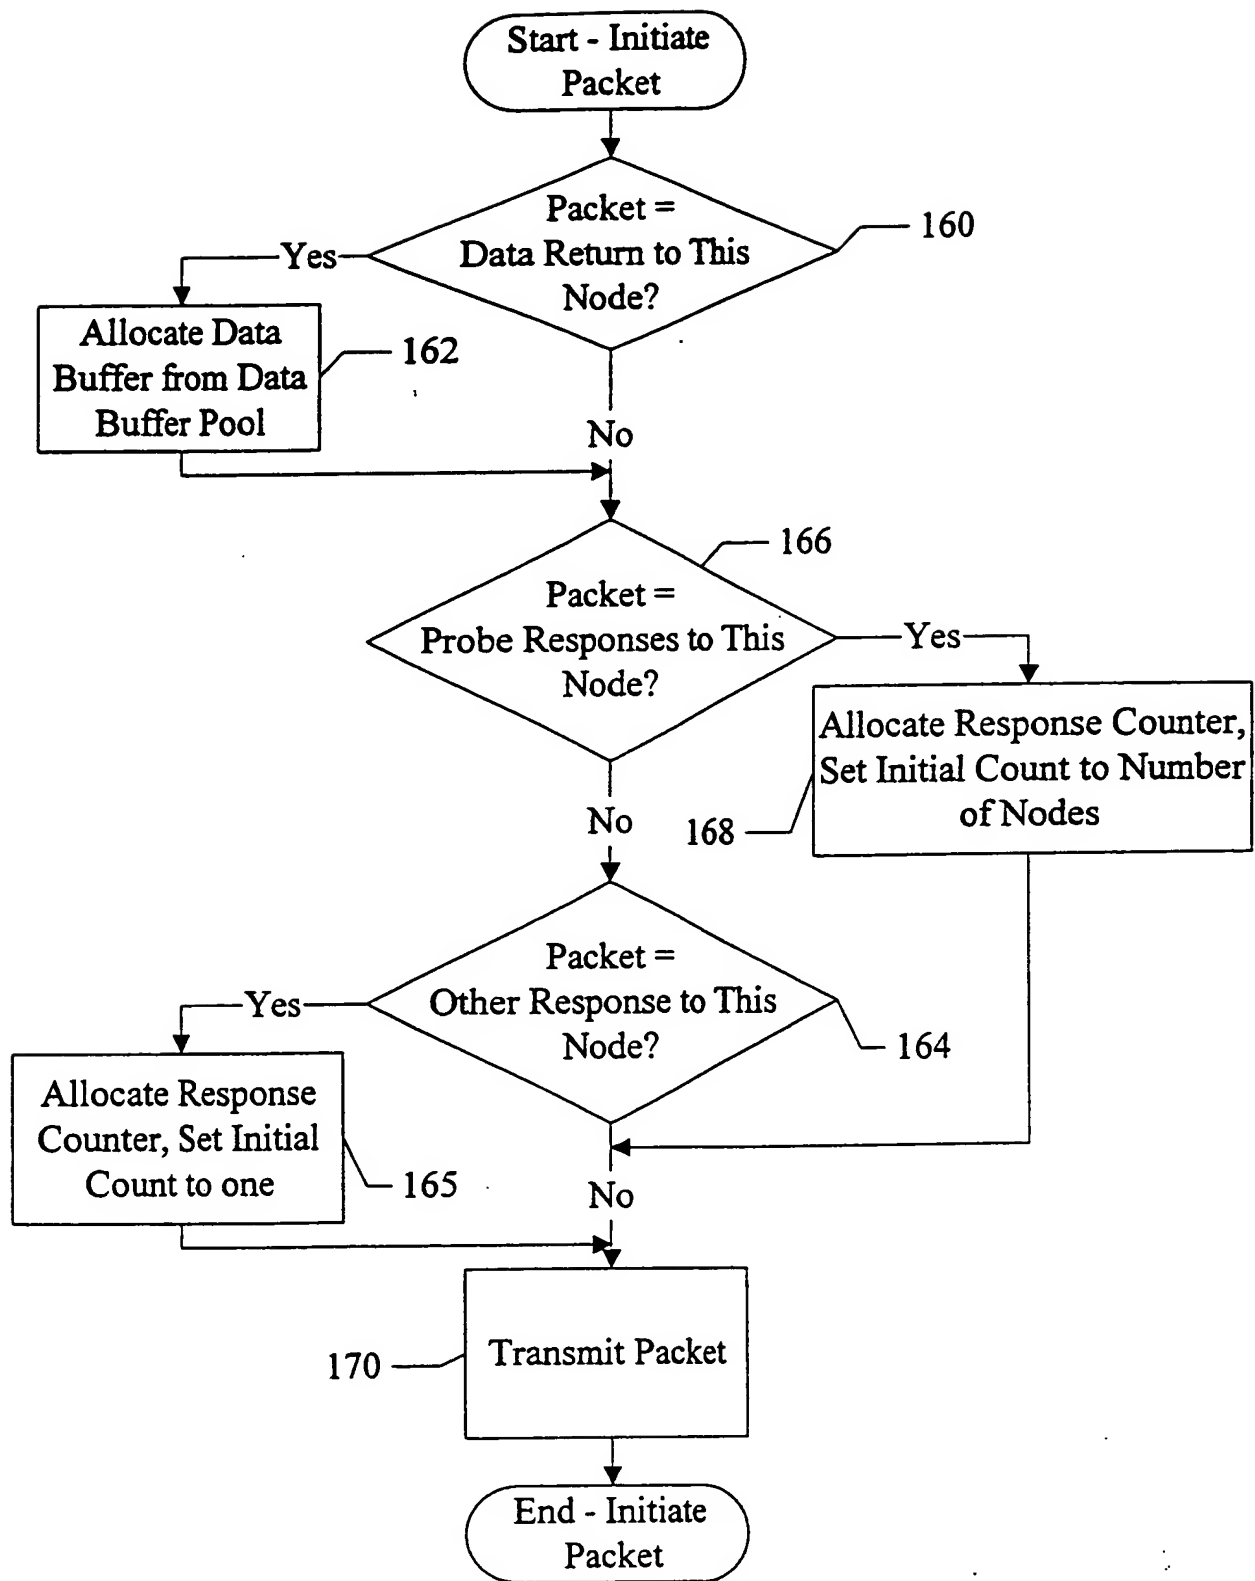 Start - Initiate
Packet
Packet =
Data Return to This
Node?
160
Yes
Allocate Data
Buffer from Data
Buffer Pool
162
No
166
Packet =
Probe Responses to This
Node?
Yes
Allocate Response Counter,
Set Initial Count to Number
of Nodes
168
No
Packet =
Other Response to This
Node?
Yes
164
Allocate Response
Counter, Set Initial
Count to one
165
No
Transmit Packet
170
End - Initiate
Packet